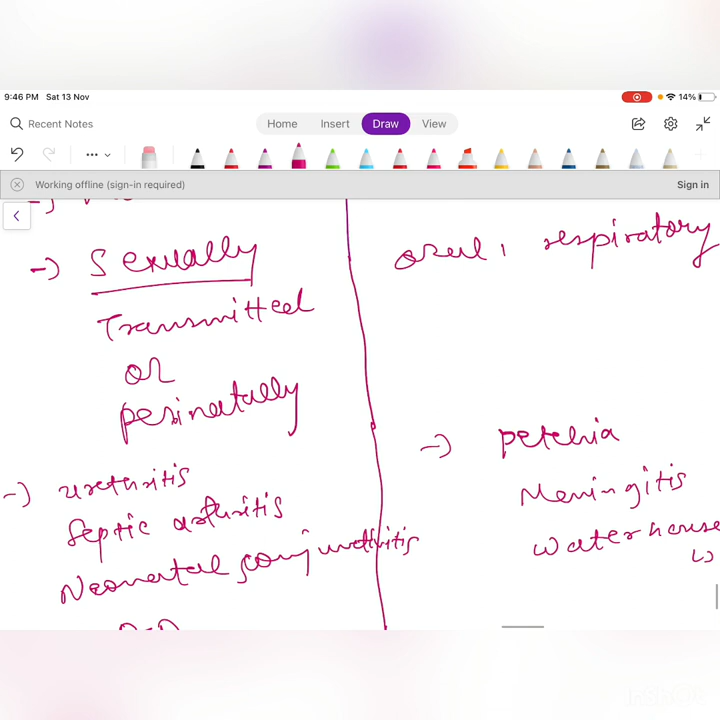 9:46 PM Sat 13 Nov
14%
Recent Notes
Home Insert Draw View
Working offline (sign-in required)
Sign in
-) Sexually
Transmitted
or
perinatally
oral, respiratory
-) urethritis
Septic arthritis
Neonatal conjunctivitis
-) petchia
Meningitis
waterhouse